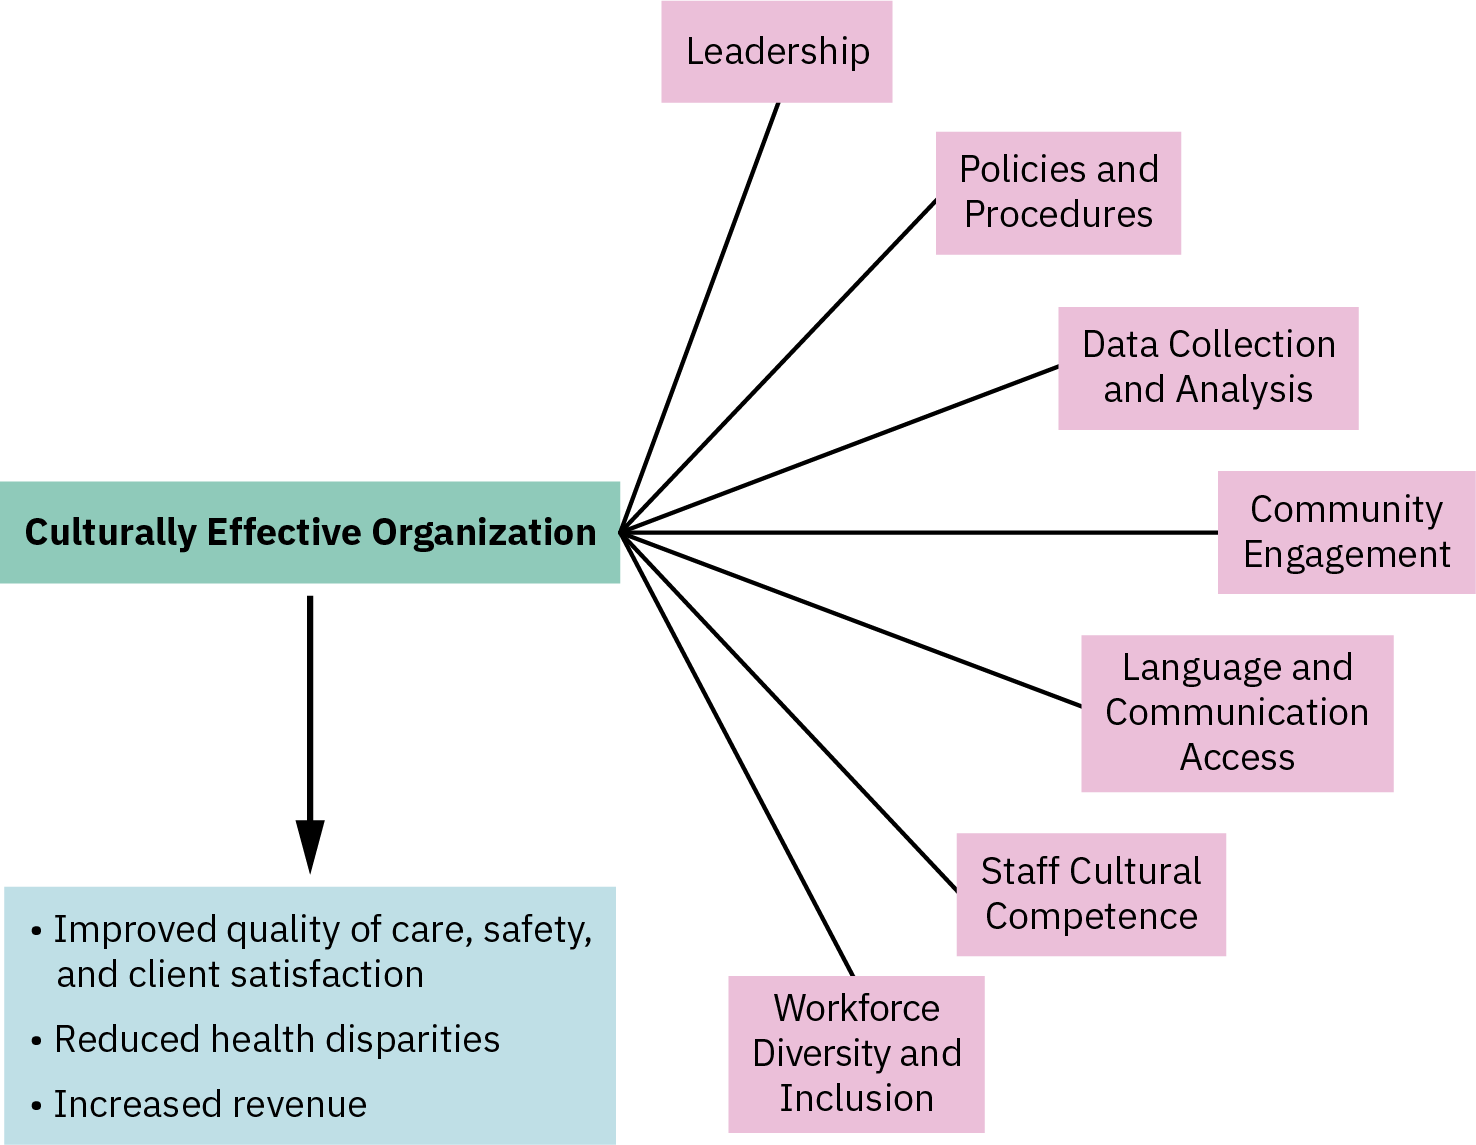 Leadership
Policies and
Procedures
Data Collection
and Analysis
Community
Engagement
Culturally Effective Organization
Language and
Communication
Access
Staff Cultural
Competence
Workforce
Diversity and
Inclusion
• Improved quality of care, safety,
and client satisfaction
• Reduced health disparities
• Increased revenue